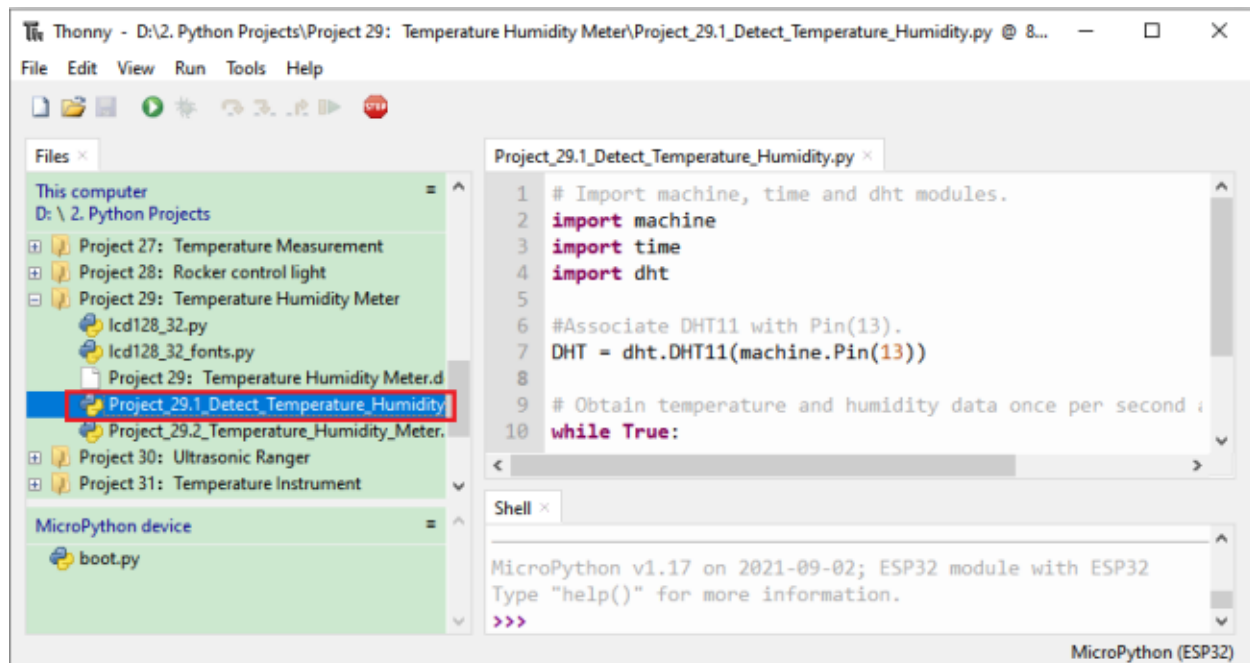 Thonny - D:\2. Python Projects\Project 29: Temperature Humidity Meter\Project_29.1_Detect_Temperature_Humidity.py @ 8...
File Edit View Run Tools Help
STOP
Files
This computer
D: \ 2. Python Projects
Project 27: Temperature Measurement
Project 28: Rocker control light
Project 29: Temperature Humidity Meter
lcd128_32.py
lcd128_32_fonts.py
Project 29: Temperature Humidity Meter.d
Project_29.1_Detect_Temperature_Humidity
Project_29.2_Temperature_Humidity_Meter.
Project 30: Ultrasonic Ranger
Project 31: Temperature Instrument
MicroPython device
boot.py
Project_29.1_Detect_Temperature_Humidity.py
1 # Import machine, time and dht modules.
2 import machine
3 import time
4 import dht
5
6 #Associate DHT11 with Pin(13).
7 DHT = dht.DHT11(machine.Pin(13))
8
9 # Obtain temperature and humidity data once per second
10 while True:
Shell
MicroPython v1.17 on 2021-09-02; ESP32 module with ESP32
Type "help()" for more information.
>>>
MicroPython (ESP32)